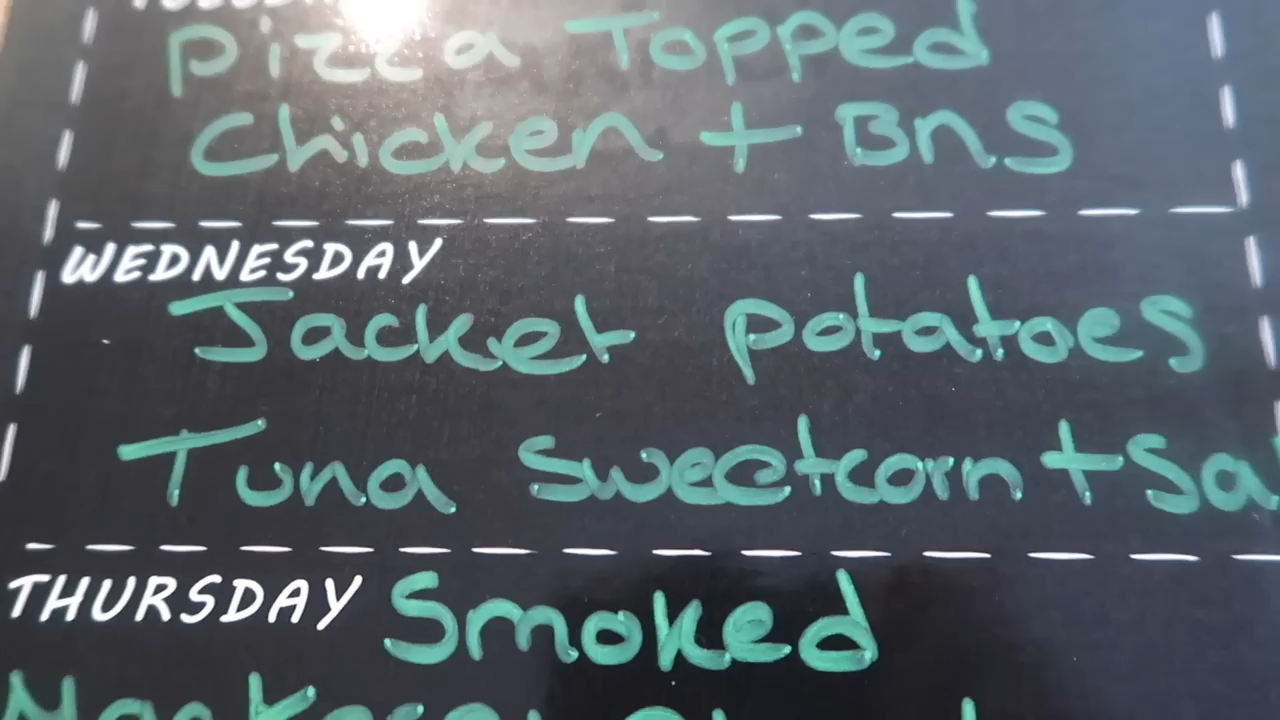 Pizza Topped
Chicken + Bns
WEDNESDAY
Jacket potatoes
Tuna Sweetcorn + Sa
THURSDAY Smoked